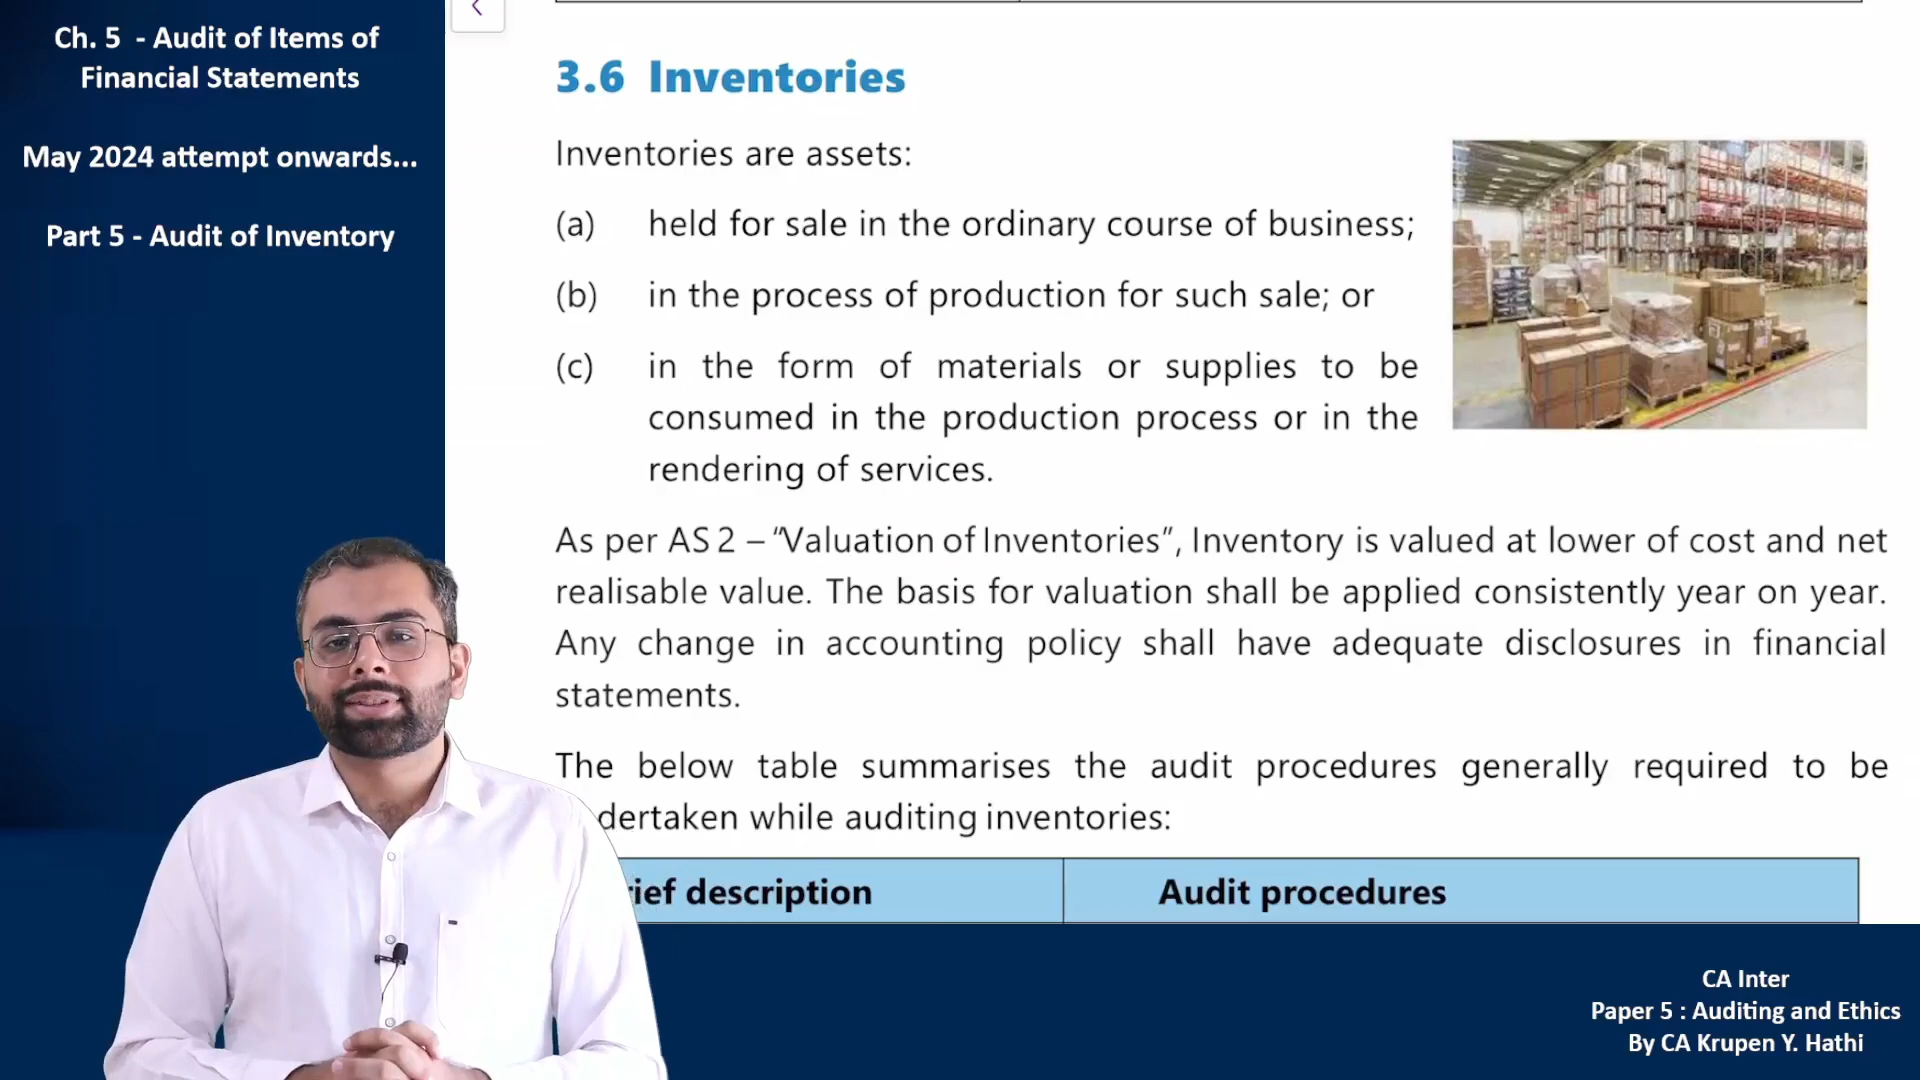 Ch. 5 - Audit of Items of
Financial Statements
May 2024 attempt onwards...
Part 5 - Audit of Inventory
3.6 Inventories
Inventories are assets:
(a) held for sale in the ordinary course of business;
(b) in the process of production for such sale; or
(c) in the form of materials or supplies to be
consumed in the production process or in the
rendering of services.
As per AS 2 – “Valuation of Inventories”, Inventory is valued at lower of cost and net
realisable value. The basis for valuation shall be applied consistently year on year.
Any change in accounting policy shall have adequate disclosures in financial
statements.
The below table summarises the audit procedures generally required to be
dertaken while auditing inventories:
rief description
Audit procedures
CA Inter
Paper 5 : Auditing and Ethics
By CA Krupen Y. Hathi